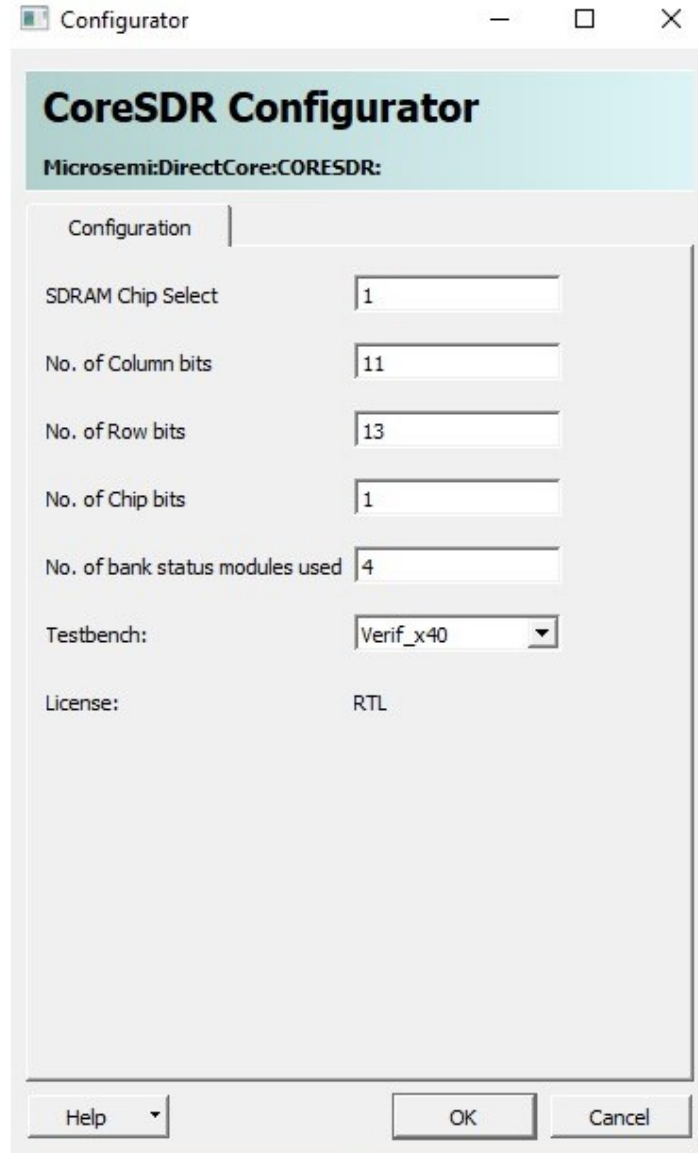 Configurator
CoreSDR Configurator
Microsemi:DirectCore:CORESDR:
Configuration
SDRAM Chip Select 1
No. of Column bits 11
No. of Row bits 13
No. of Chip bits 1
No. of bank status modules used 4
Testbench: Verif_x40
License: RTL
Help OK Cancel